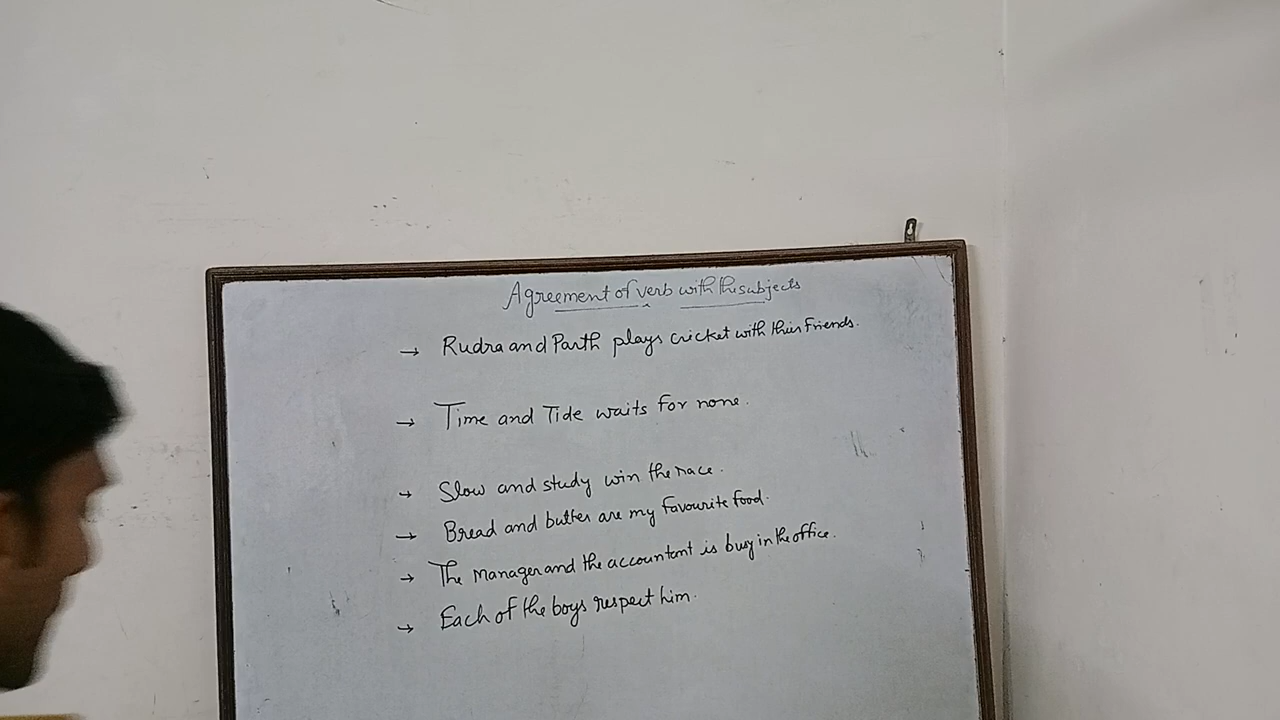 Agreement of verb with the subjects
→ Rudra and Parth plays cricket with their friends.
→ Time and Tide waits for none.
→ Slow and study win the race.
→ Bread and butter are my favourite food.
→ The Manager and the accountant is busy in the office.
→ Each of the boys respect him.